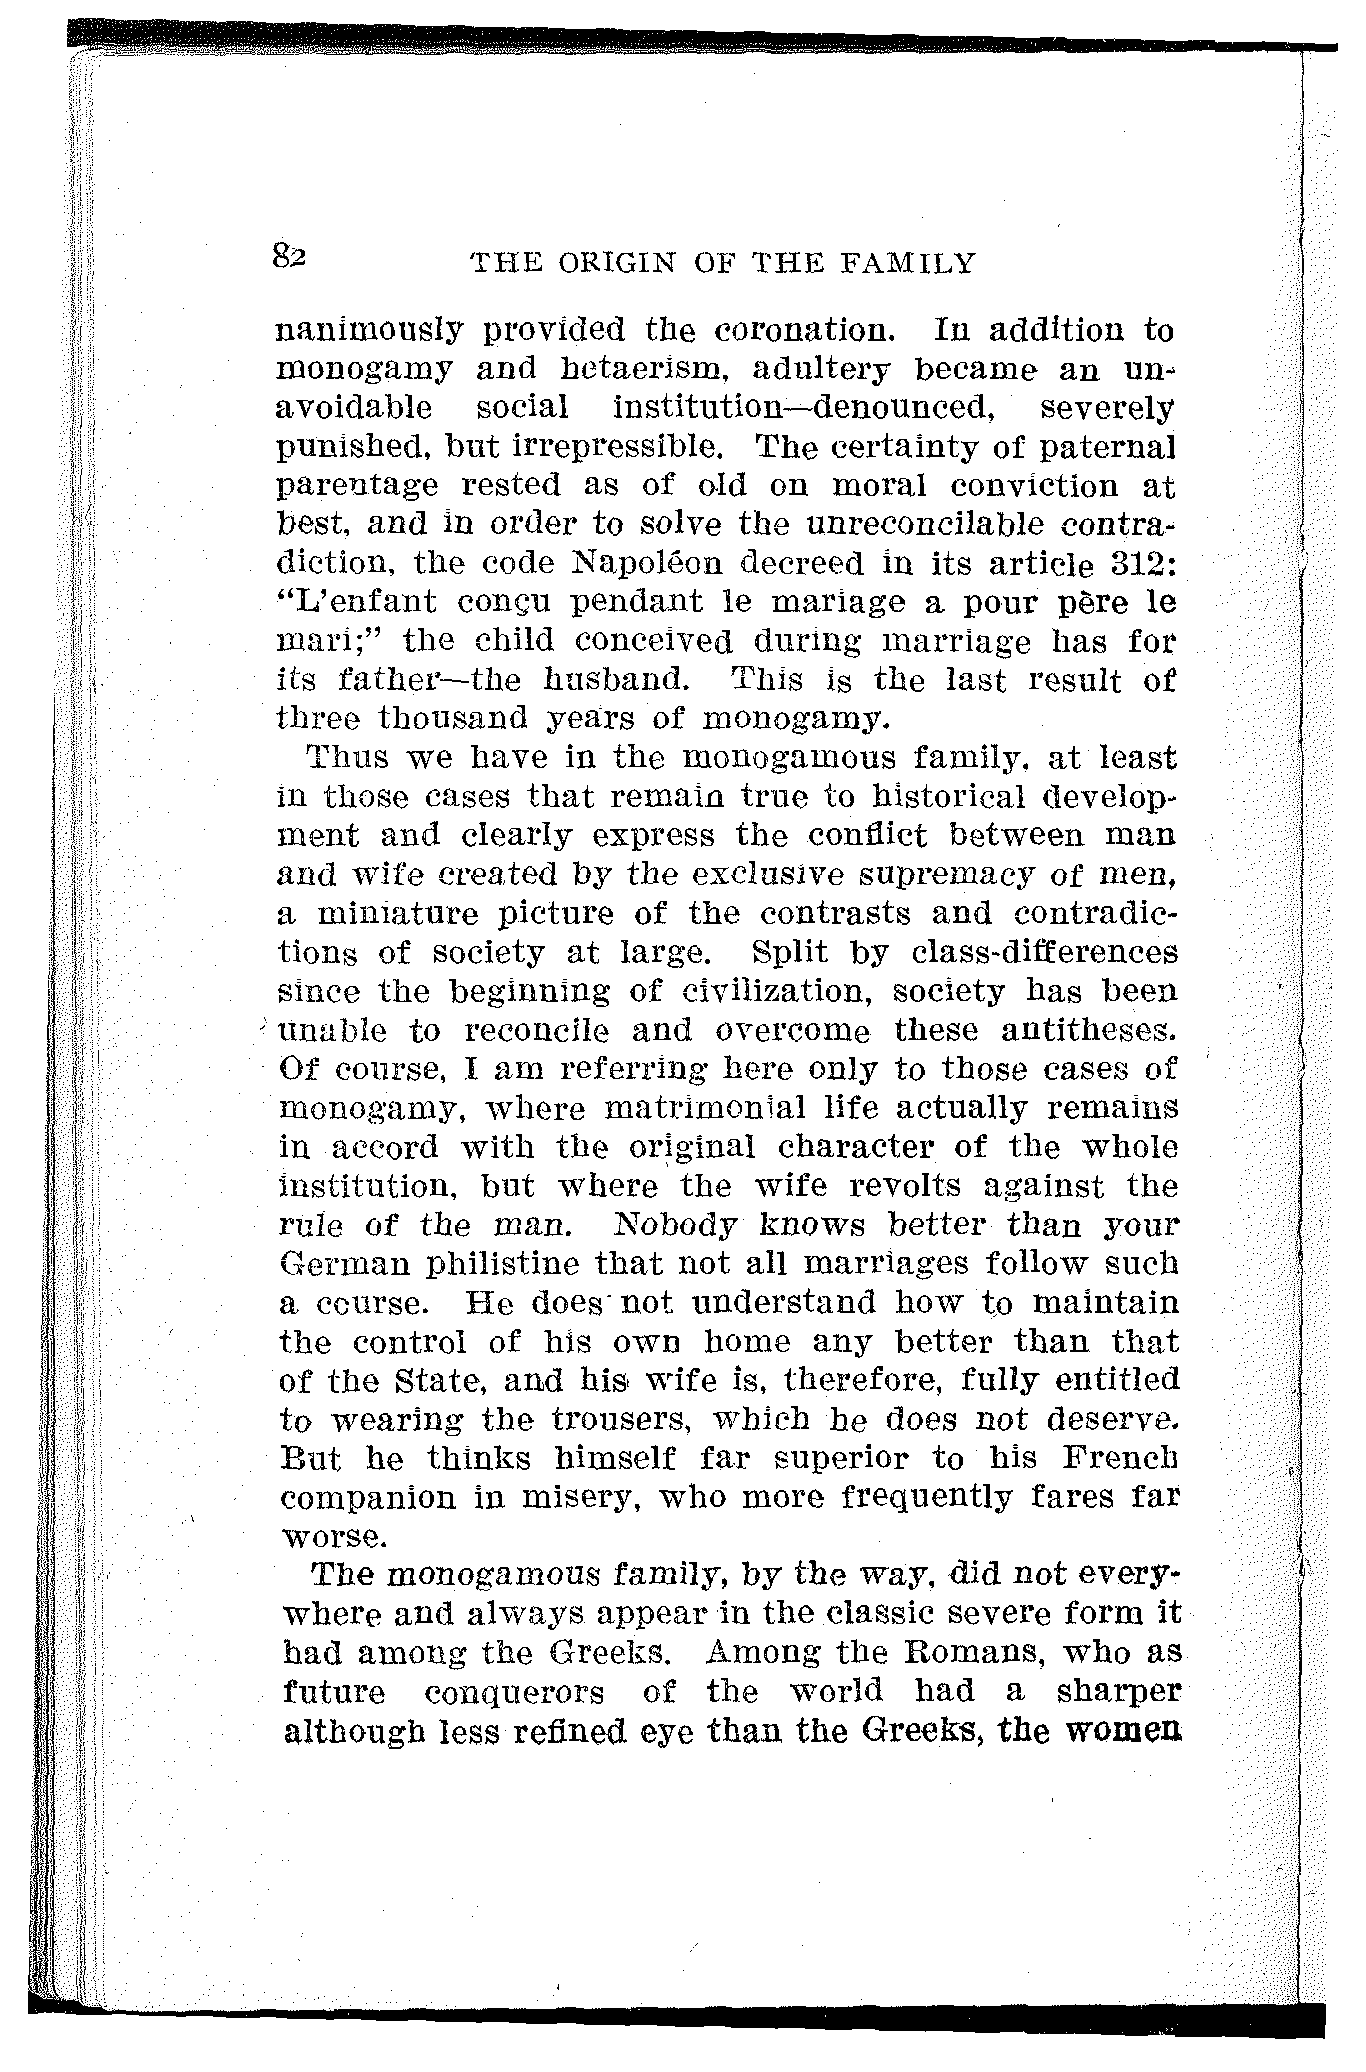 82 THE ORIGIN OF THE FAMILY
nanimously provided the coronation. In addition to
monogamy and hetaerism, adultery became an un-
avoidable social institution—denounced, severely
punished, but irrepressible. The certainty of paternal
parentage rested as of old on moral conviction at
best, and in order to solve the unreconcilable contra-
diction, the code Napoléon decreed in its article 312:
“L’enfant conçu pendant le mariage a pour père le
mari;” the child conceived during marriage has for
its father—the husband. This is the last result of
three thousand years of monogamy.
Thus we have in the monogamous family, at least
in those cases that remain true to historical develop-
ment and clearly express the conflict between man
and wife created by the exclusive supremacy of men,
a miniature picture of the contrasts and contradic-
tions of society at large. Split by class-differences
since the beginning of civilization, society has been
unable to reconcile and overcome these antitheses.
Of course, I am referring here only to those cases of
monogamy, where matrimonial life actually remains
in accord with the original character of the whole
institution, but where the wife revolts against the
rule of the man. Nobody knows better than your
German philistine that not all marriages follow such
a course. He does not understand how to maintain
the control of his own home any better than that
of the State, and his wife is, therefore, fully entitled
to wearing the trousers, which he does not deserve.
But he thinks himself far superior to his French
companion in misery, who more frequently fares far
worse.
The monogamous family, by the way, did not every-
where and always appear in the classic severe form it
had among the Greeks. Among the Romans, who as
future conquerors of the world had a sharper
although less refined eye than the Greeks, the women